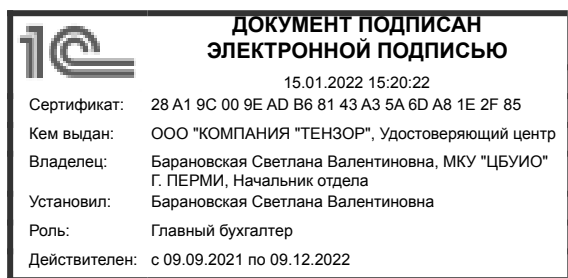 1С
ДОКУМЕНТ ПОДПИСАН
ЭЛЕКТРОННОЙ ПОДПИСЬЮ
15.01.2022 15:20:22
Сертификат: 28 A1 9C 00 9E AD B6 81 43 A3 5A 6D A8 1E 2F 85
Кем выдан: ООО "КОМПАНИЯ "ТЕНЗОР", Удостоверяющий центр
Владелец: Барановская Светлана Валентиновна, МКУ "ЦБУИО"
Г. ПЕРМИ, Начальник отдела
Установил: Барановская Светлана Валентиновна
Роль: Главный бухгалтер
Действителен: с 09.09.2021 по 09.12.2022